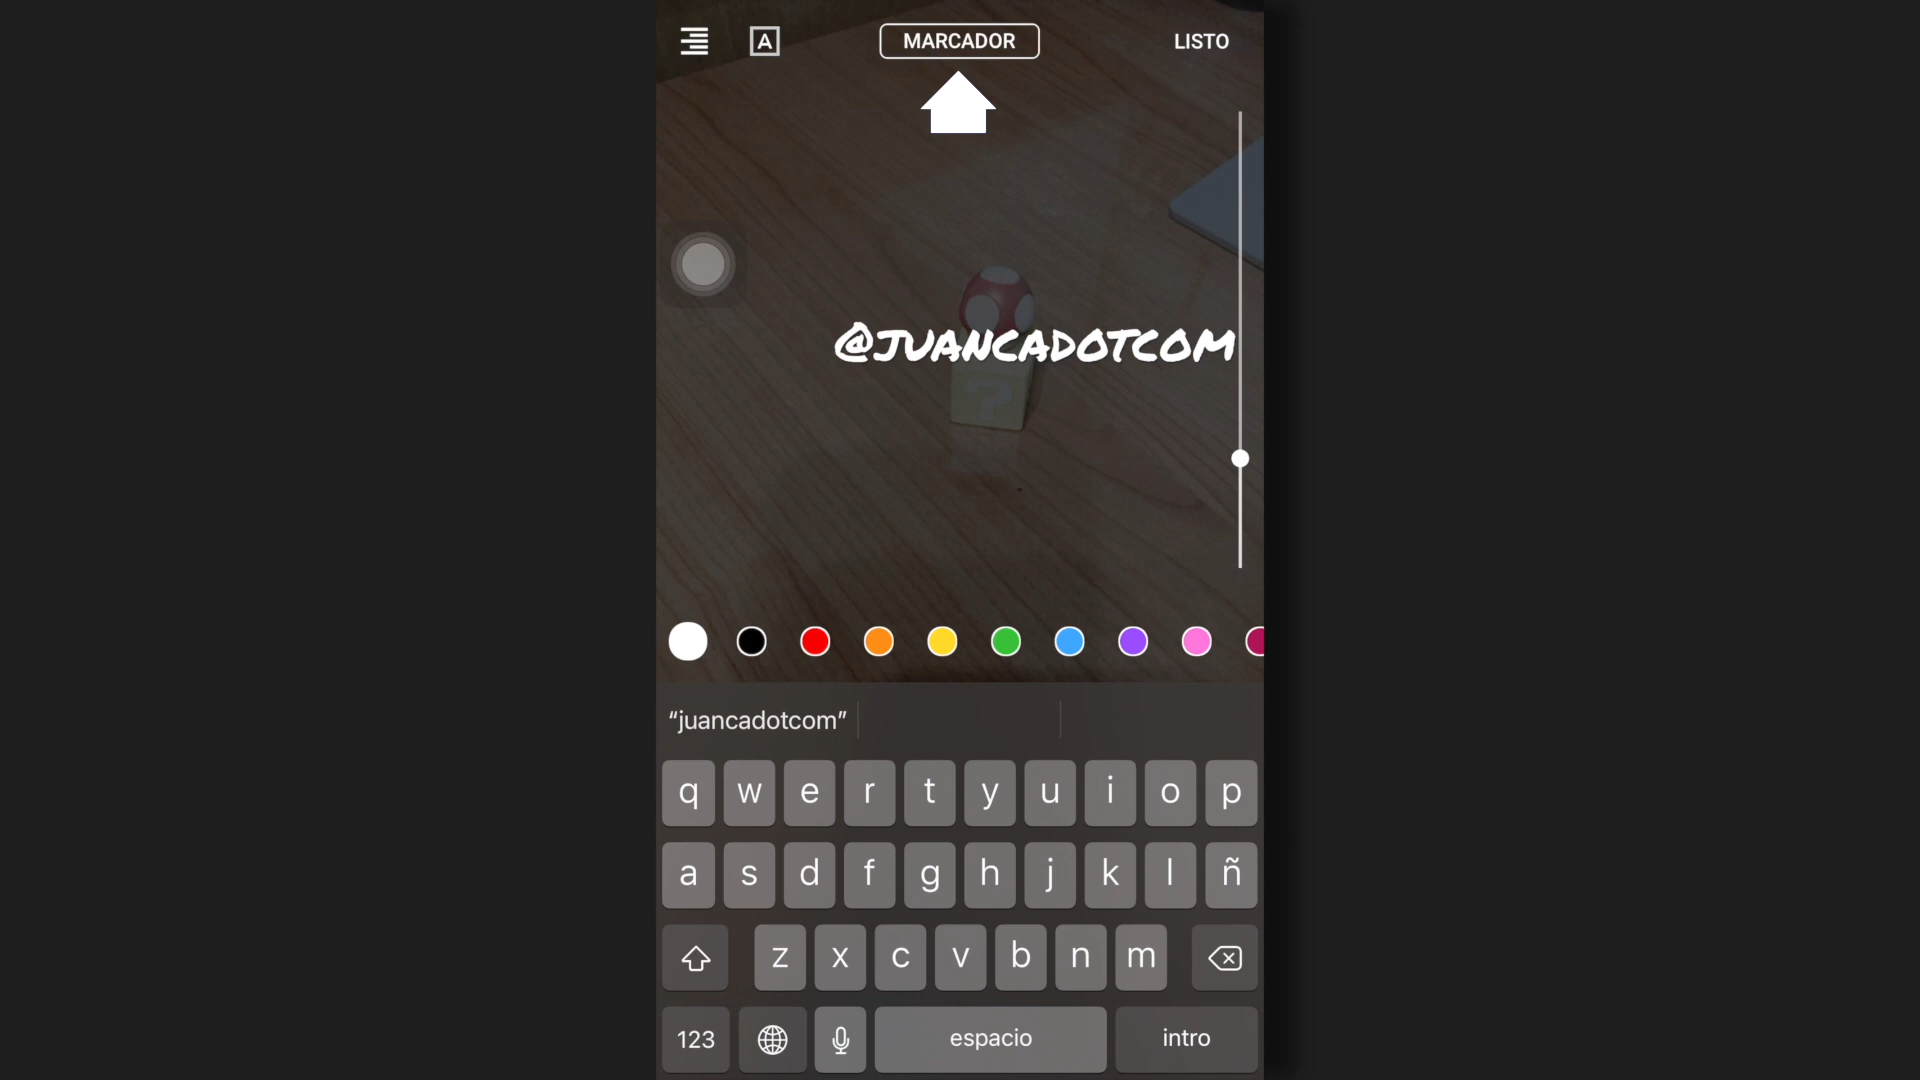 A
MARCADOR
LISTO
@JUANCADOTCOM
?
“juancadotcom”
q w e r t y u i o p
a s d f g h j k l ñ
z x c v b n m
123
espacio
intro